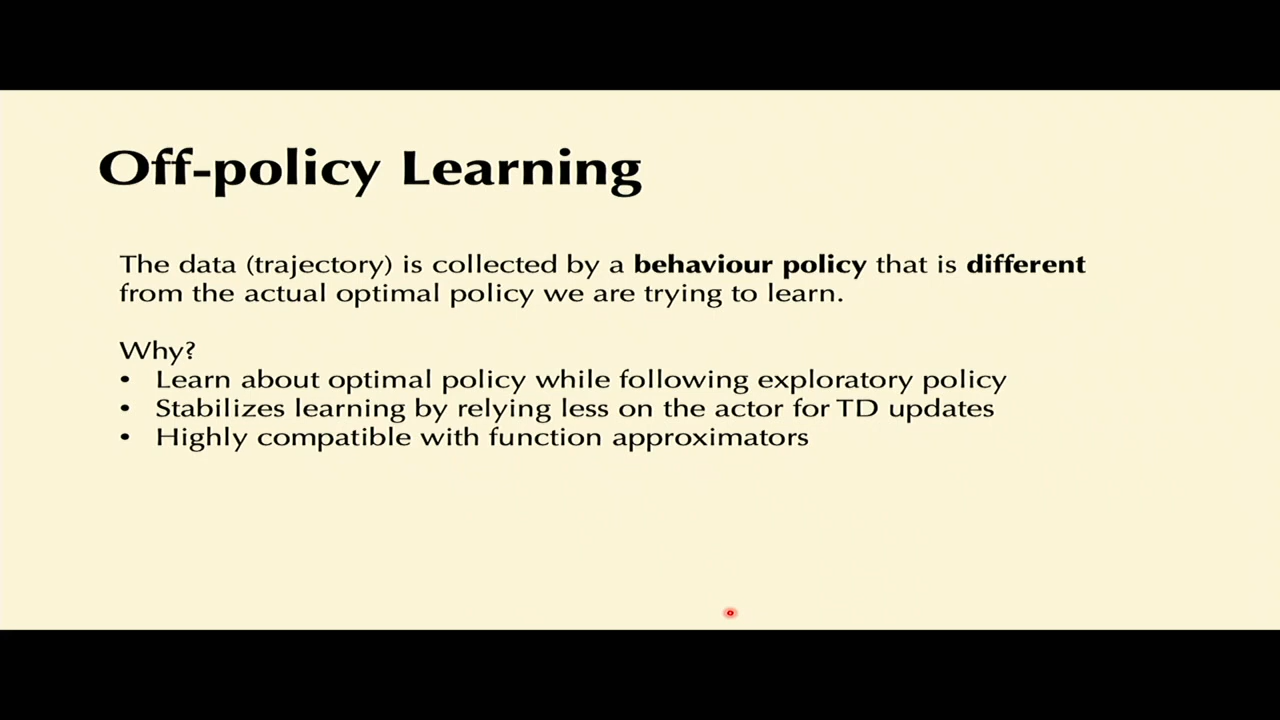 Off-policy Learning
The data (trajectory) is collected by a behaviour policy that is different
from the actual optimal policy we are trying to learn.
Why?
• Learn about optimal policy while following exploratory policy
• Stabilizes learning by relying less on the actor for TD updates
• Highly compatible with function approximators